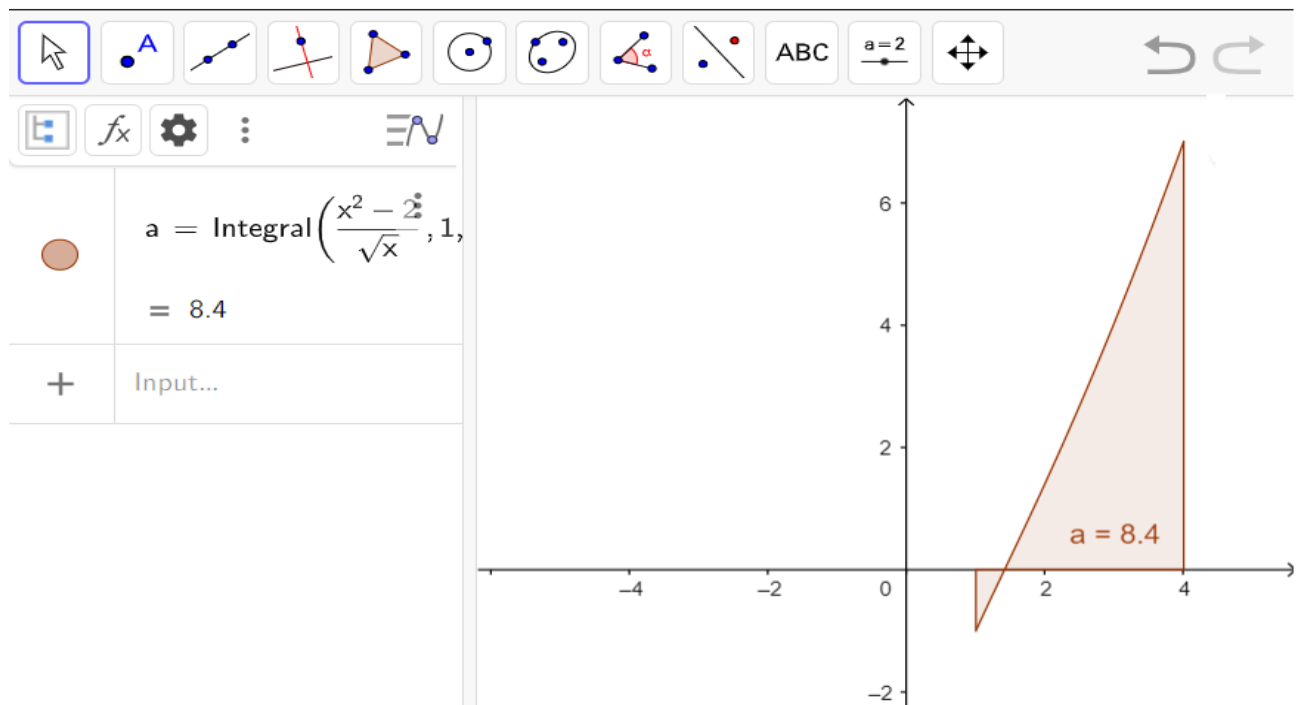 A
α
ABC
a = 2
fx
a = Integral(x² − 2/√x, 1,
= 8.4
+ Input...
6
4
2
a = 8.4
−4 −2 0 2 4
−2